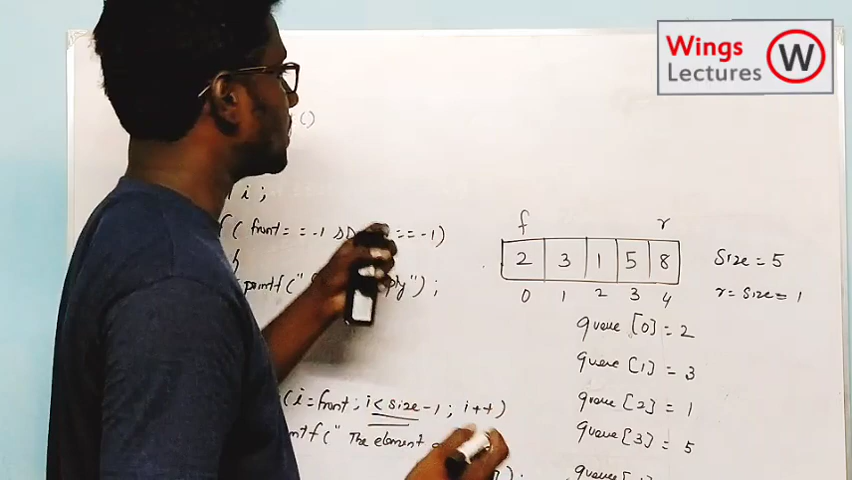 Wings
Lectures
W
()
i ;
f ( front = = -1 == -1)
printf (" ") ;
(i = front ; i < size -1 ; i++)
ntf (" The element
) ;
f r
2 3 1 5 8
0 1 2 3 4
Size = 5
r = size = 1
queue [0] = 2
queue [1] = 3
queue [2] = 1
queue [3] = 5